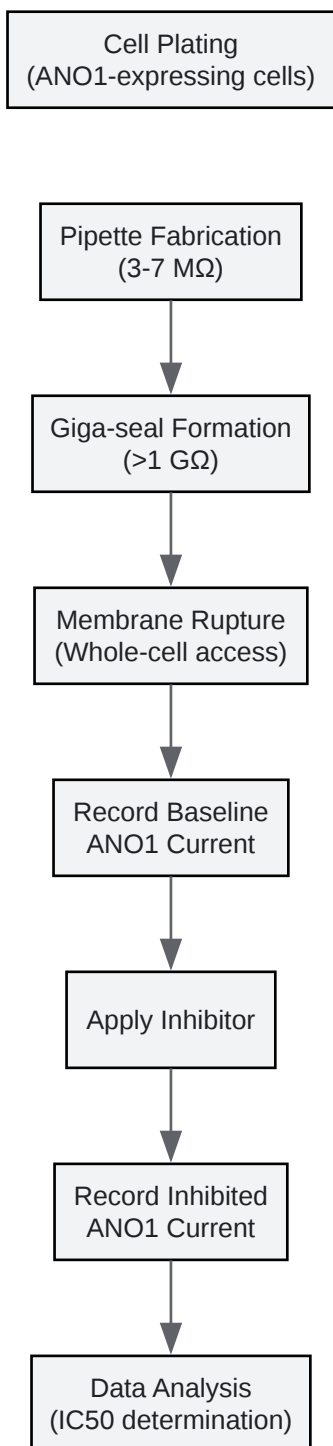 Cell Plating
(ANO1-expressing cells)
Pipette Fabrication
(3-7 MΩ)
Giga-seal Formation
(>1 GΩ)
Membrane Rupture
(Whole-cell access)
Record Baseline
ANO1 Current
Apply Inhibitor
Record Inhibited
ANO1 Current
Data Analysis
(IC50 determination)